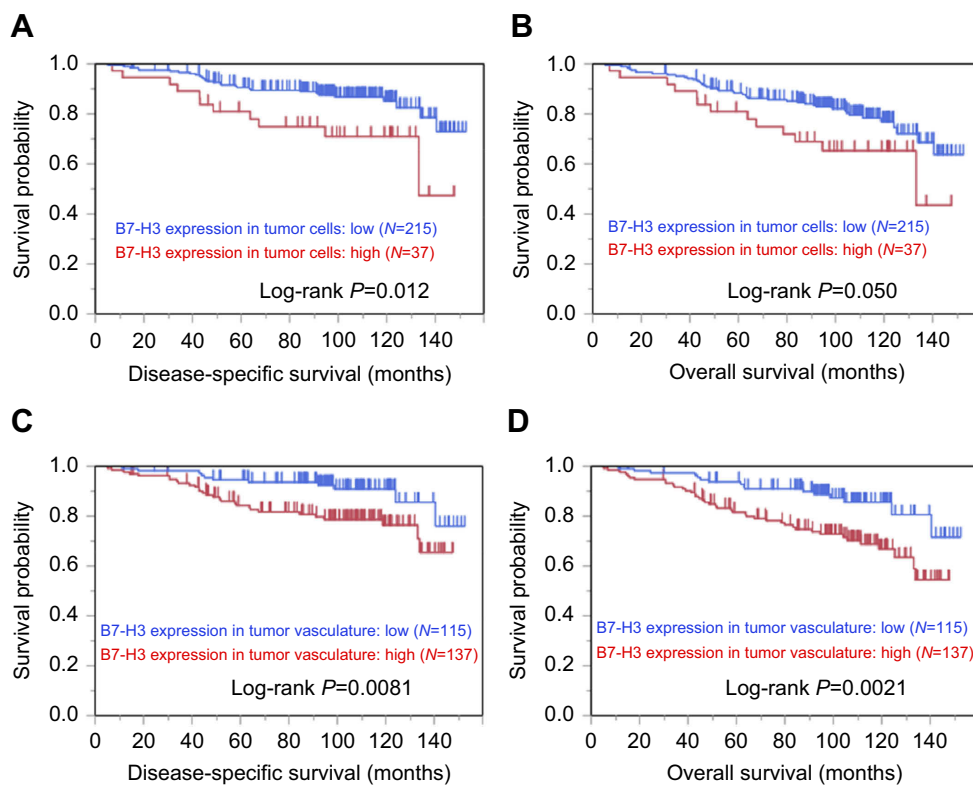 A
Survival probability
1.0
0.8
0.6
0.4
0.2
0.0
B7-H3 expression in tumor cells: low (N=215)
B7-H3 expression in tumor cells: high (N=37)
Log-rank P=0.012
0 20 40 60 80 100 120 140
Disease-specific survival (months)
B
Survival probability
1.0
0.8
0.6
0.4
0.2
0.0
B7-H3 expression in tumor cells: low (N=215)
B7-H3 expression in tumor cells: high (N=37)
Log-rank P=0.050
0 20 40 60 80 100 120 140
Overall survival (months)
C
Survival probability
1.0
0.8
0.6
0.4
0.2
0.0
B7-H3 expression in tumor vasculature: low (N=115)
B7-H3 expression in tumor vasculature: high (N=137)
Log-rank P=0.0081
0 20 40 60 80 100 120 140
Disease-specific survival (months)
D
Survival probability
1.0
0.8
0.6
0.4
0.2
0.0
B7-H3 expression in tumor vasculature: low (N=115)
B7-H3 expression in tumor vasculature: high (N=137)
Log-rank P=0.0021
0 20 40 60 80 100 120 140
Overall survival (months)